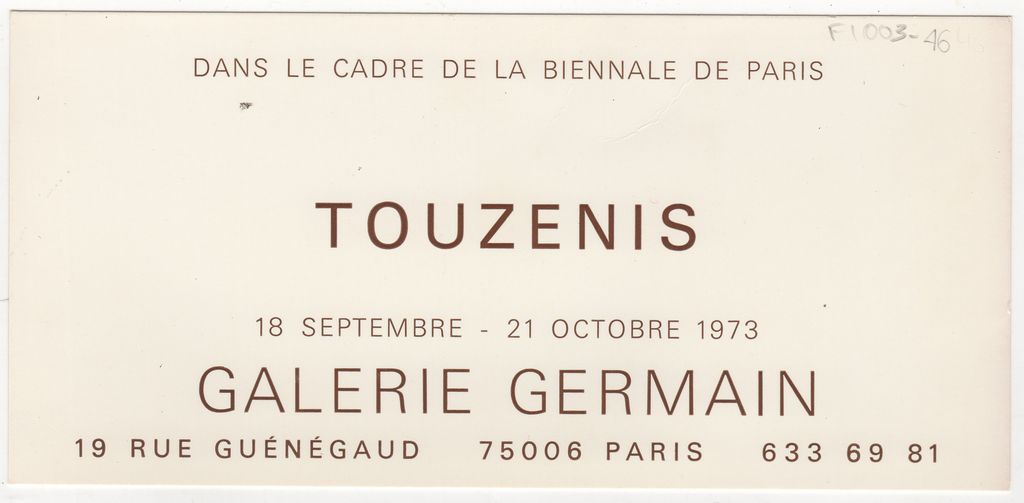 F1003-46
DANS LE CADRE DE LA BIENNALE DE PARIS
TOUZENIS
18 SEPTEMBRE - 21 OCTOBRE 1973
GALERIE GERMAIN
19 RUE GUÉNÉGAUD 75006 PARIS 633 69 81